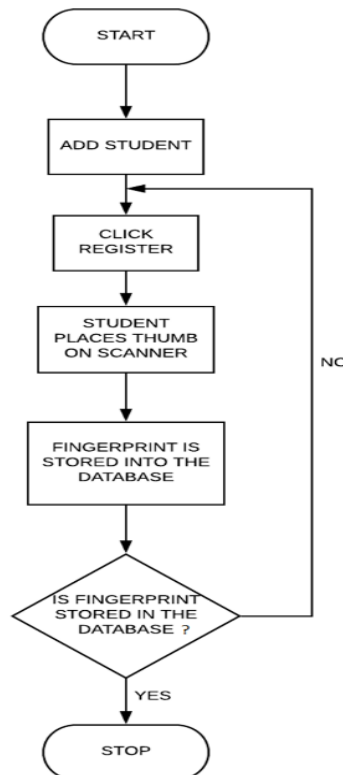 START
ADD STUDENT
CLICK
REGISTER
STUDENT
PLACES THUMB
ON SCANNER
NO
FINGERPRINT IS
STORED INTO THE
DATABASE
IS FINGERPRINT
STORED IN THE
DATABASE ?
YES
STOP